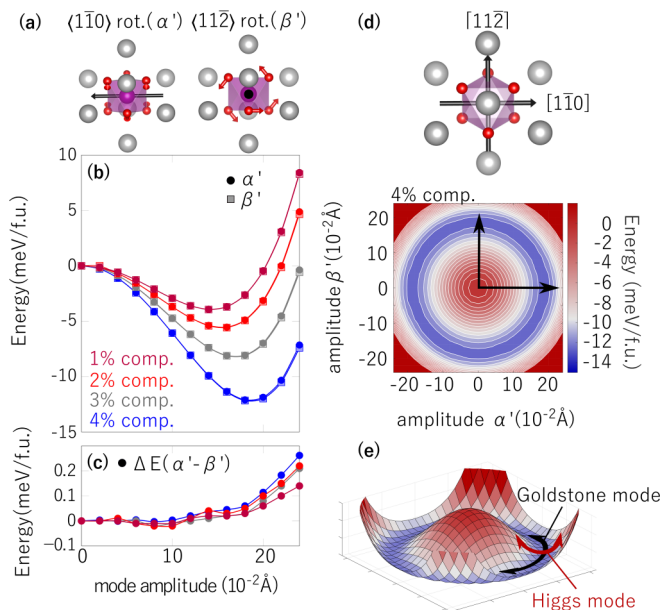 (a)
⟨11̄0⟩ rot.(α')
⟨112̄⟩ rot.(β')
(b)
α'
β'
Energy(meV/f.u.)
10
5
0
-5
-10
-15
1% comp.
2% comp.
3% comp.
4% comp.
(c)
ΔE(α'-β')
Energy(meV/f.u.)
0.2
0.1
0
−0.1
0
10
20
mode amplitude (10⁻²Å)
(d)
[112̄]
[11̄0]
4% comp.
amplitude β'(10⁻²Å)
20
10
0
-10
-20
-20
-10
0
10
20
amplitude α'(10⁻²Å)
0
-2
-4
-6
-8
-10
-12
-14
Energy (meV/f.u.)
(e)
Goldstone mode
Higgs mode